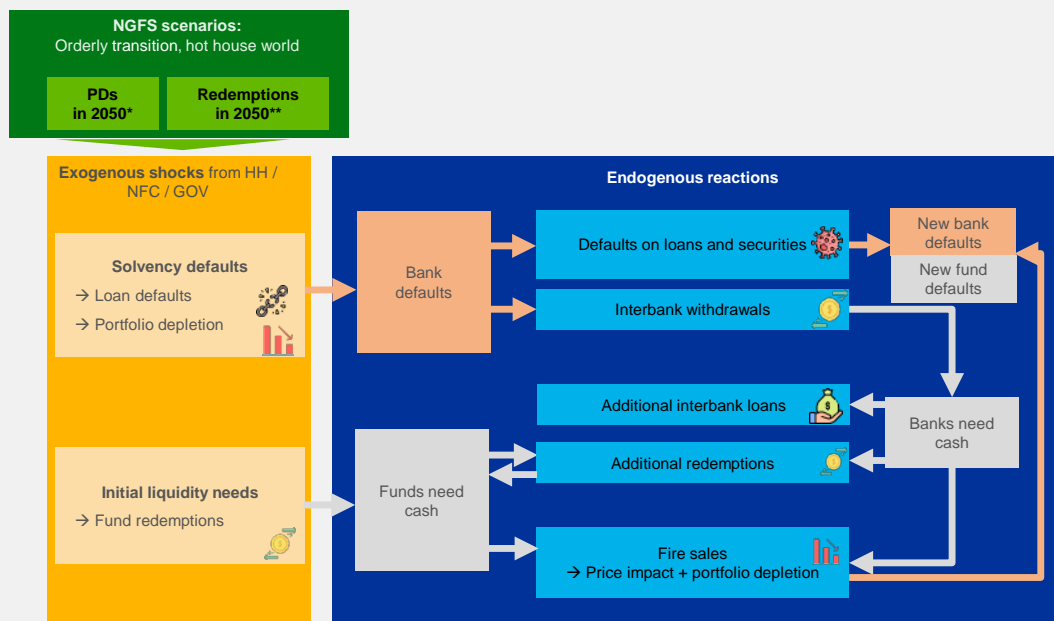 NGFS scenarios:
Orderly transition, hot house world
PDs
in 2050*
Redemptions
in 2050**
Exogenous shocks from HH /
NFC / GOV
Solvency defaults
→ Loan defaults
→ Portfolio depletion
Initial liquidity needs
→ Fund redemptions
Endogenous reactions
Bank
defaults
Defaults on loans and securities
Interbank withdrawals
New bank
defaults
New fund
defaults
Additional interbank loans
Banks need
cash
Funds need
cash
Additional redemptions
Fire sales
→ Price impact + portfolio depletion